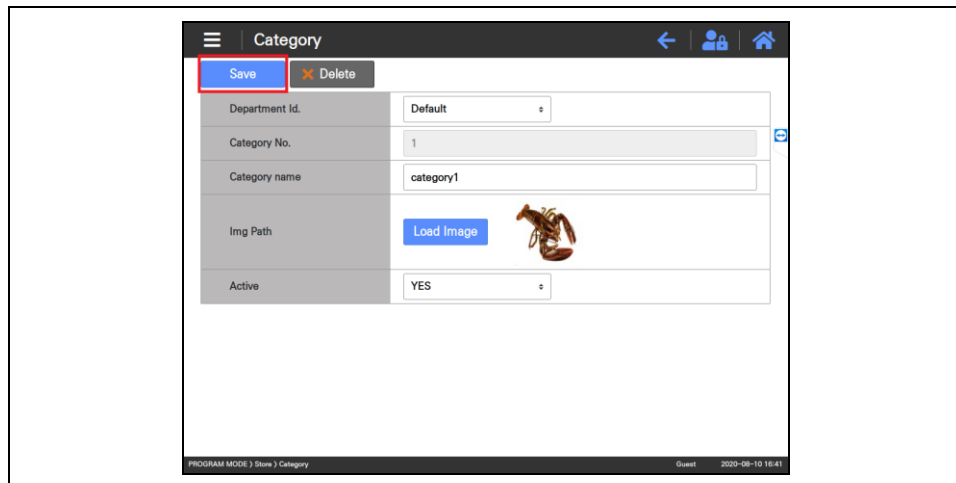 Category
Save Delete
Department Id. Default
Category No. 1
Category name category1
Img Path Load Image
Active YES
PROGRAM MODE ⟩ Store ⟩ Category Guest 2020-08-10 16:41